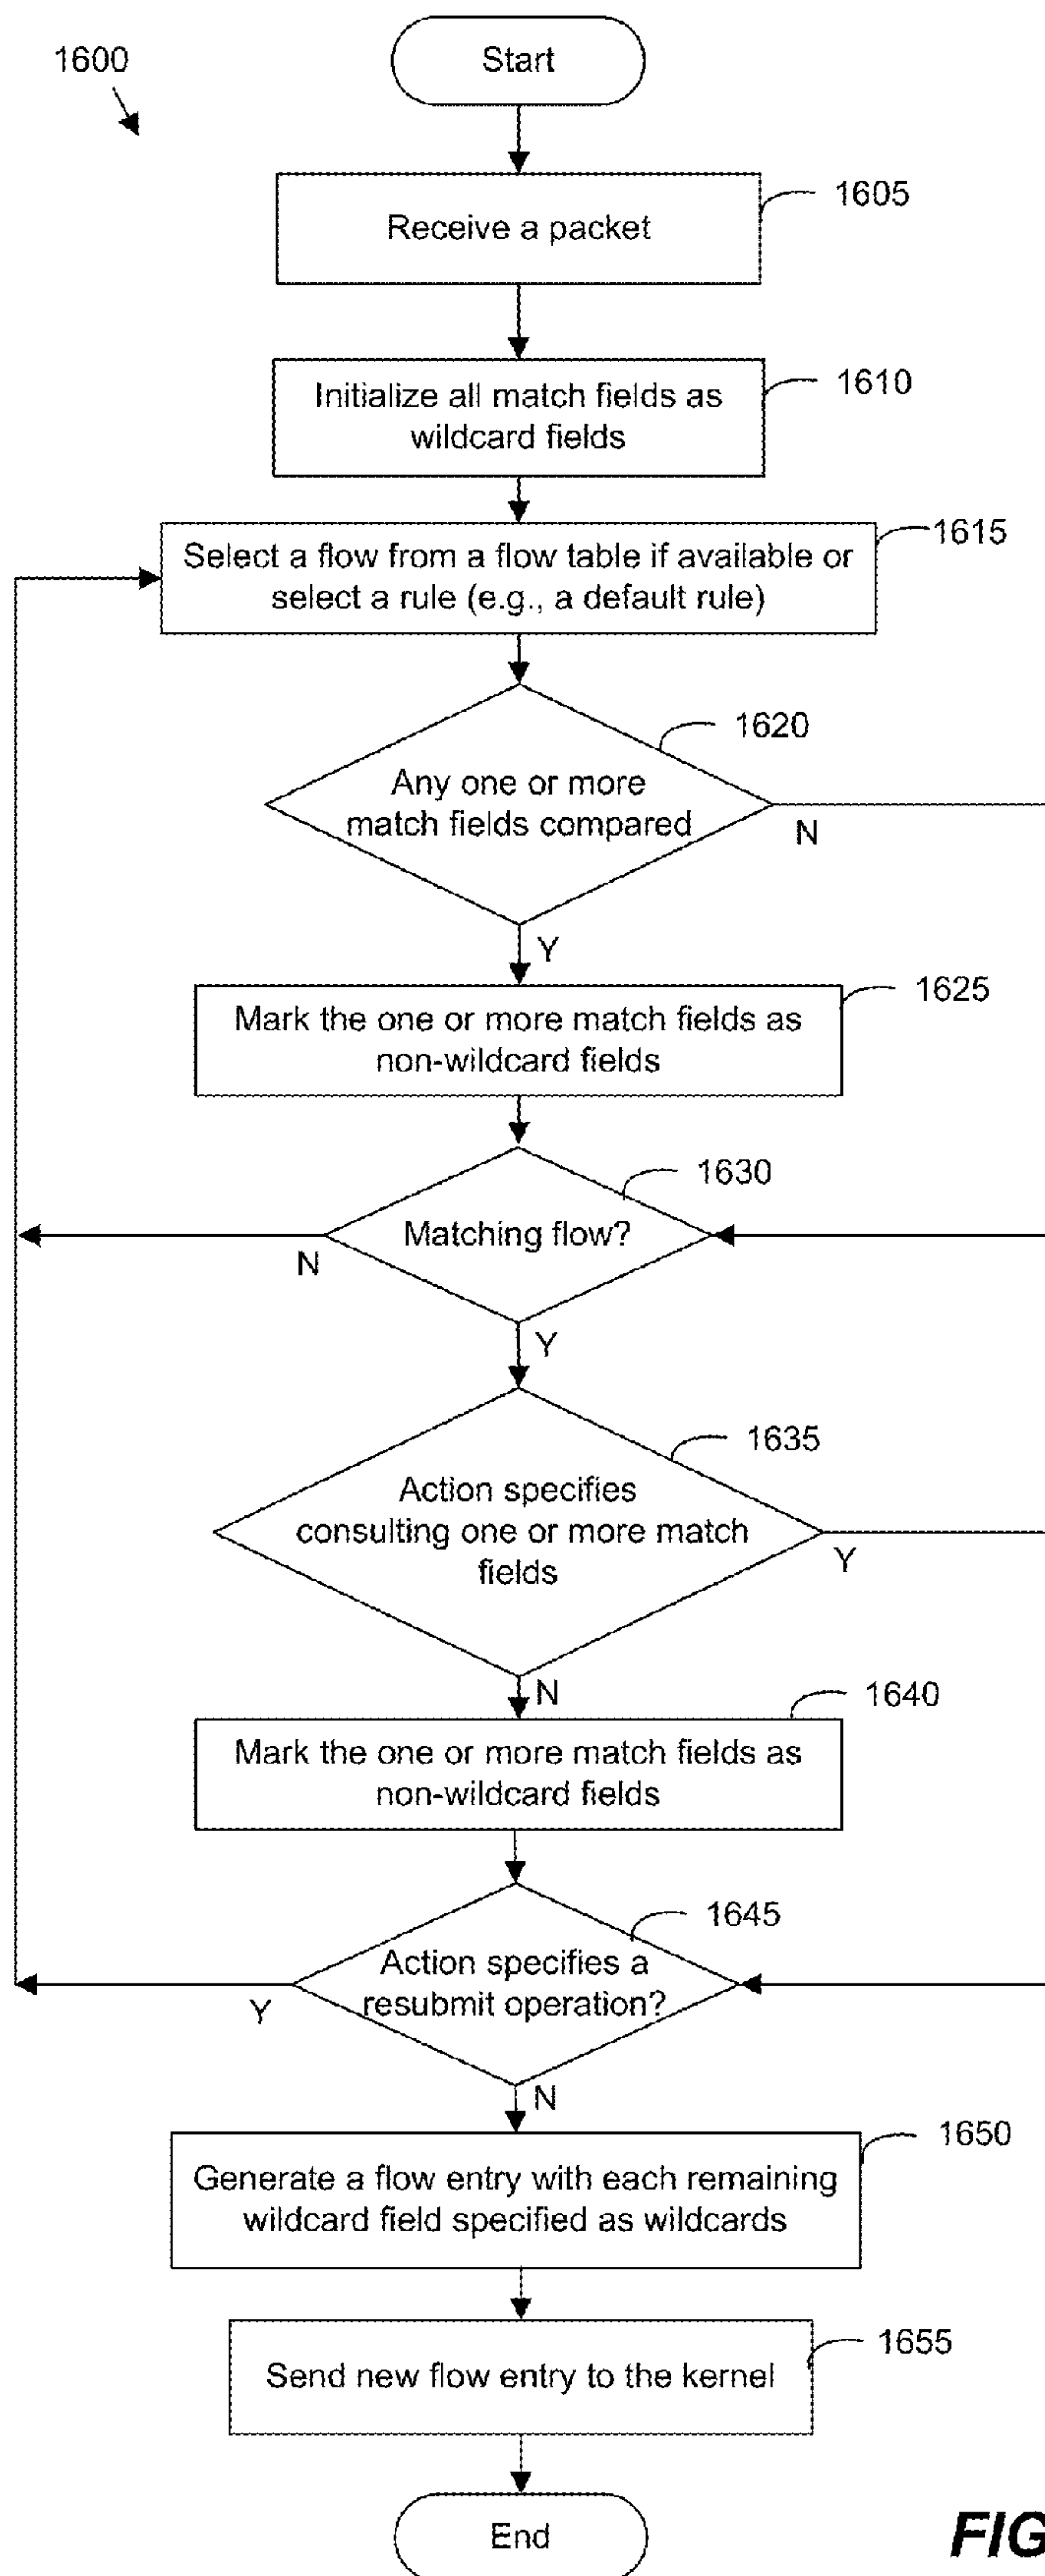 1600
Start
Receive a packet
1605
Initialize all match fields as
wildcard fields
1610
Select a flow from a flow table if available or
select a rule (e.g., a default rule)
1615
Any one or more
match fields compared
1620
N
Y
Mark the one or more match fields as
non-wildcard fields
1625
Matching flow?
1630
N
Y
Action specifies
consulting one or more match
fields
1635
Y
N
Mark the one or more match fields as
non-wildcard fields
1640
Action specifies a
resubmit operation?
1645
Y
N
Generate a flow entry with each remaining
wildcard field specified as wildcards
1650
Send new flow entry to the kernel
1655
End
FIG